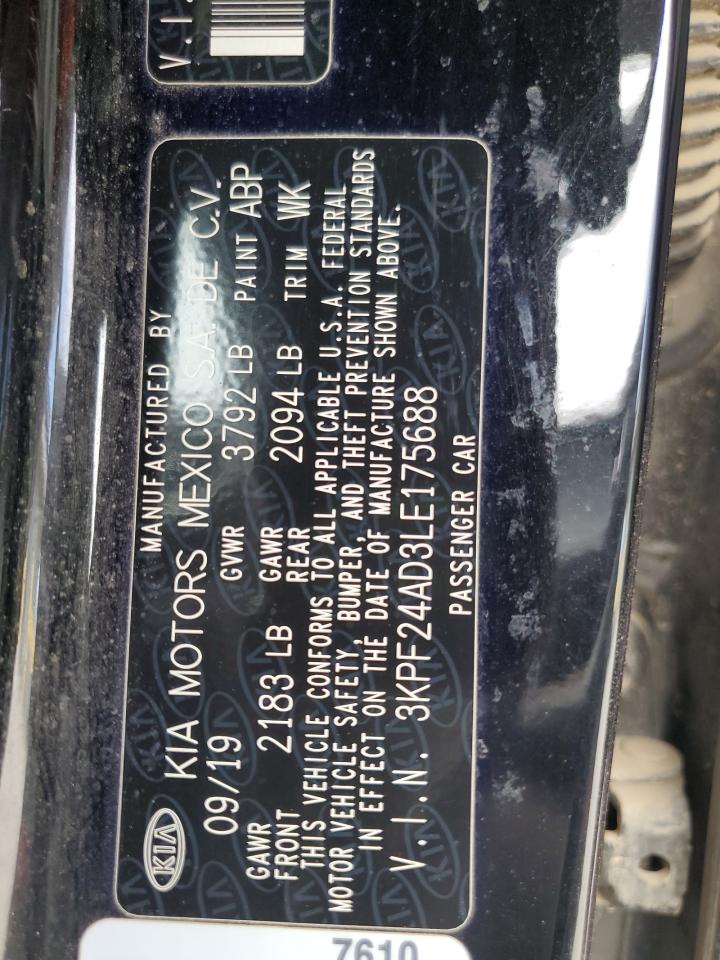 V.I.
KIA
MANUFACTURED BY
KIA MOTORS MEXICO S.A. DE C.V.
09/19 GVWR 3792 LB PAINT ABP
GAWR FRONT 2183 LB GAWR REAR 2094 LB TRIM WK
THIS VEHICLE CONFORMS TO ALL APPLICABLE U.S.A. FEDERAL
MOTOR VEHICLE SAFETY, BUMPER, AND THEFT PREVENTION STANDARDS
IN EFFECT ON THE DATE OF MANUFACTURE SHOWN ABOVE.
V.I.N. 3KPF24AD3LE175688
PASSENGER CAR
7610